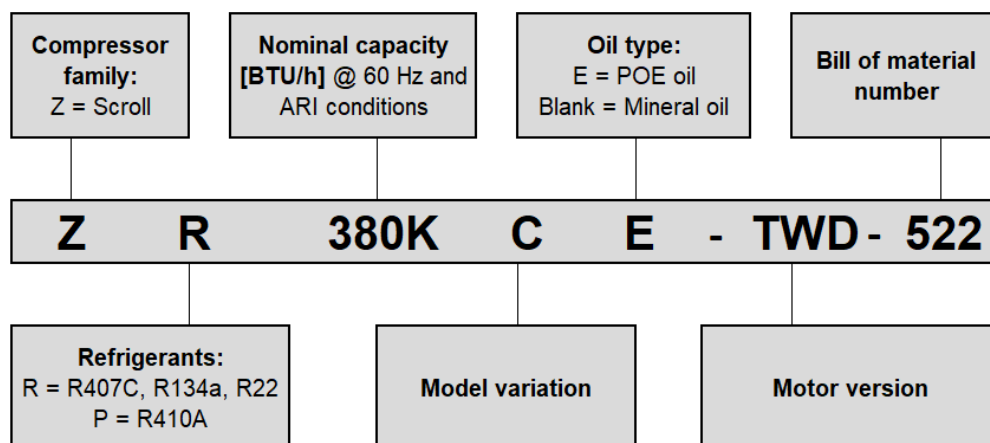 Compressor
family:
Z = Scroll
Nominal capacity
[BTU/h] @ 60 Hz and
ARI conditions
Oil type:
E = POE oil
Blank = Mineral oil
Bill of material
number
Z R 380K C E - TWD - 522
Refrigerants:
R = R407C, R134a, R22
P = R410A
Model variation
Motor version